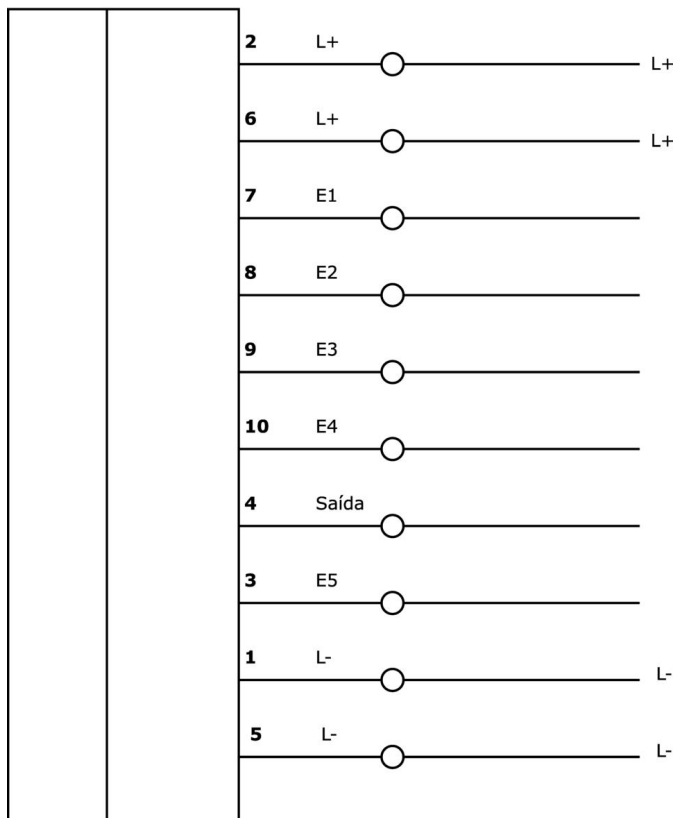 2 L+ L+
6 L+ L+
7 E1
8 E2
9 E3
10 E4
4 Saída
3 E5
1 L- L-
5 L- L-